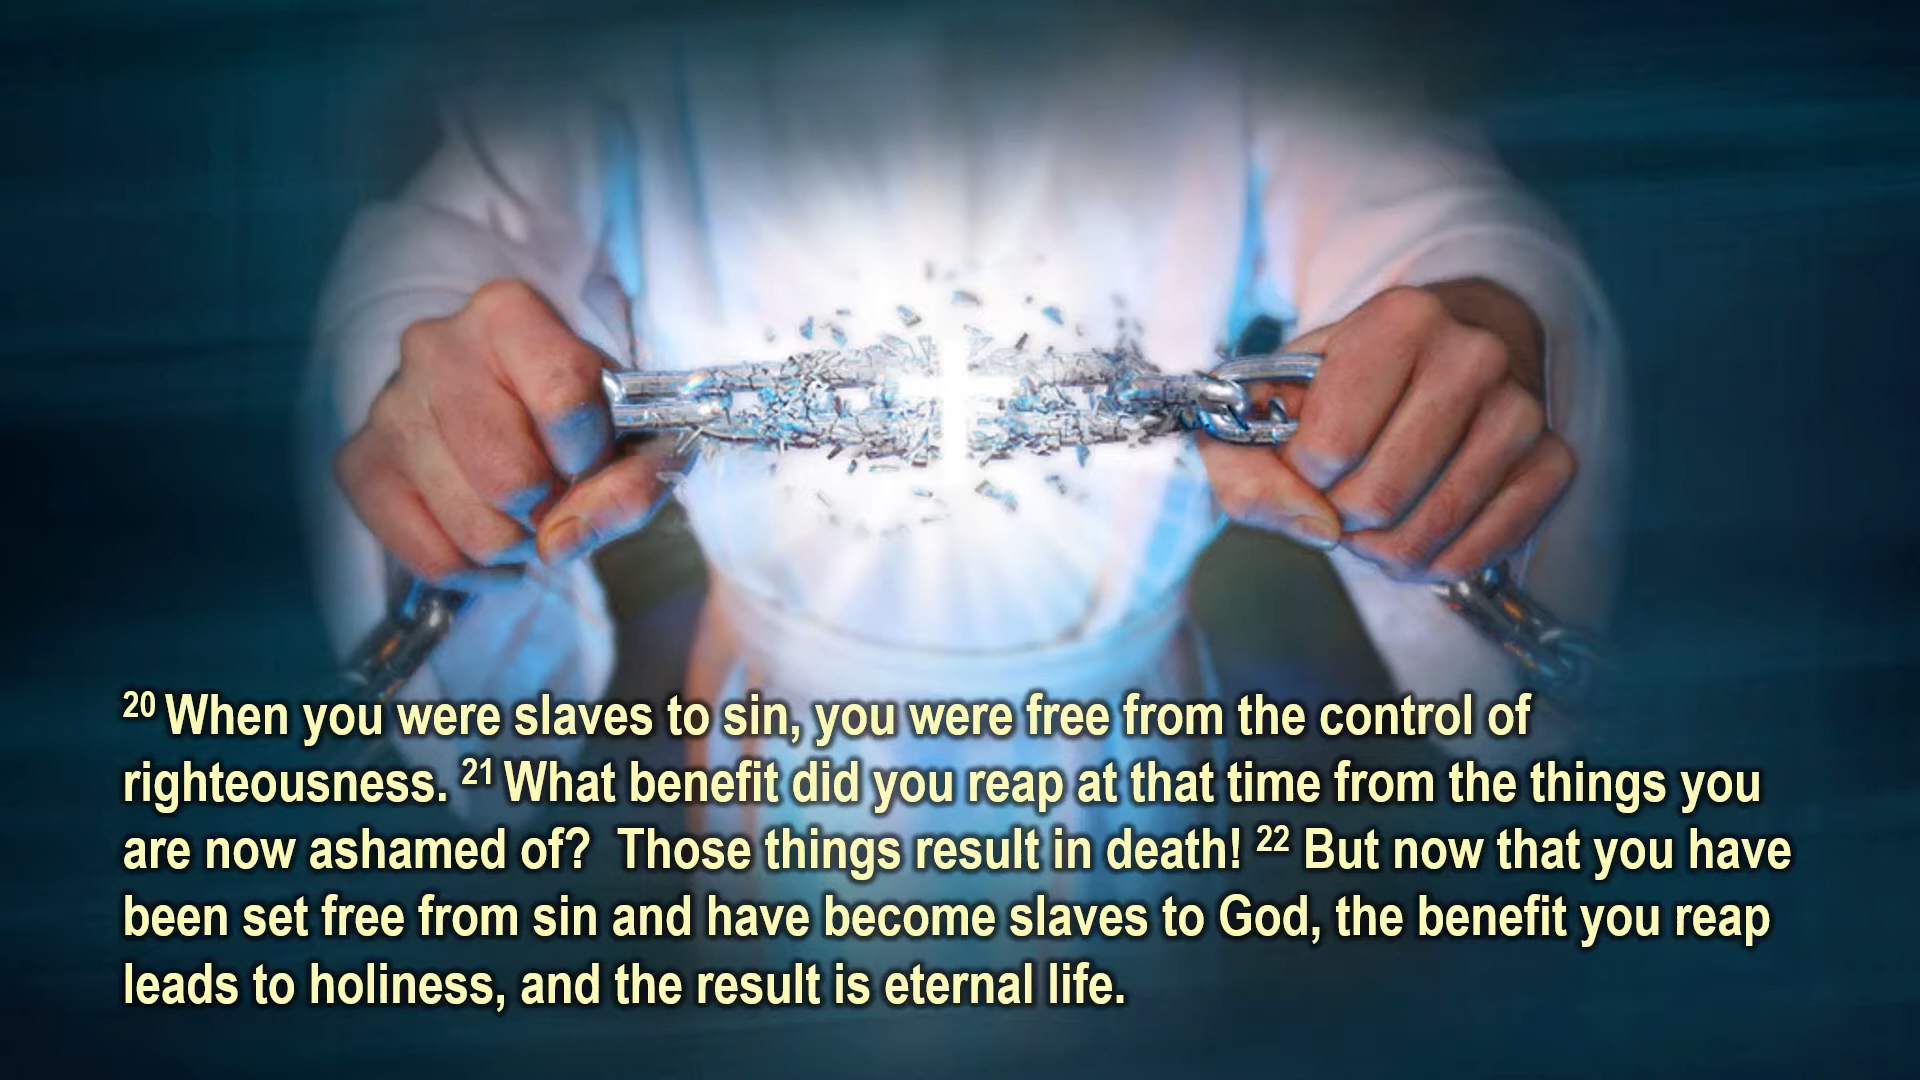 20 When you were slaves to sin, you were free from the control of
righteousness. 21 What benefit did you reap at that time from the things you
are now ashamed of?  Those things result in death! 22 But now that you have
been set free from sin and have become slaves to God, the benefit you reap
leads to holiness, and the result is eternal life.